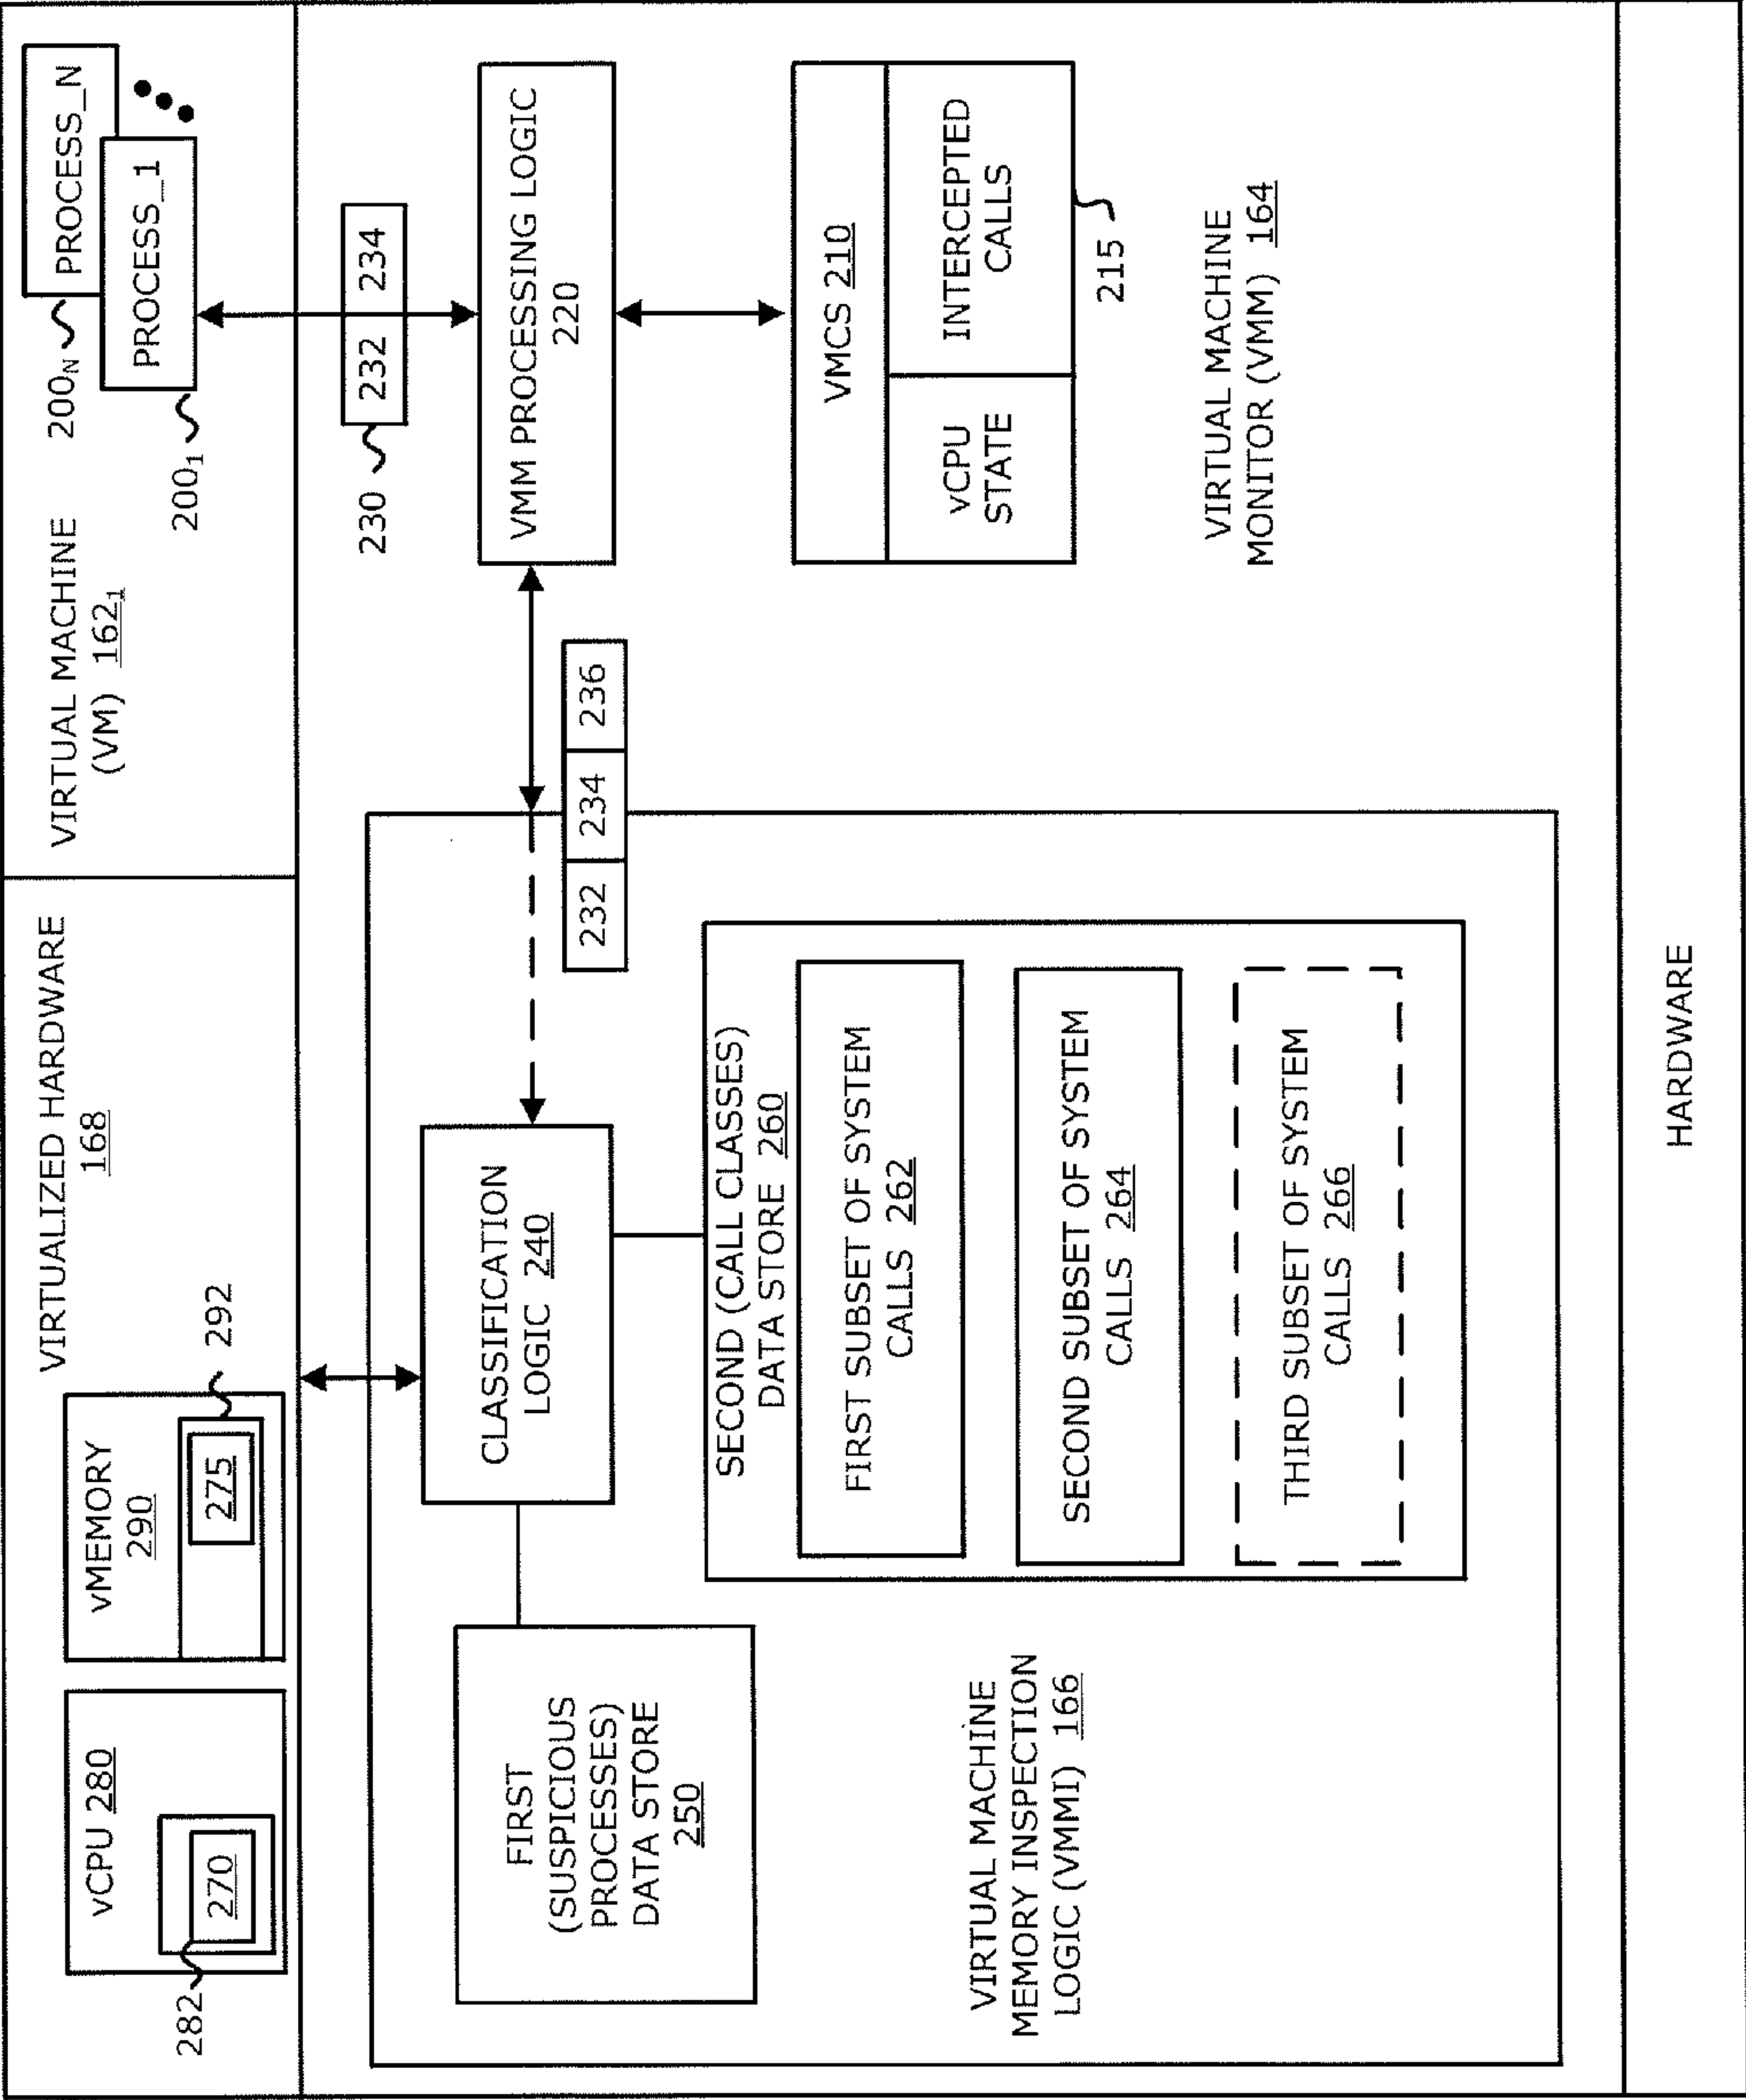 VIRTUALIZED HARDWARE
168
vCPU 280
270
282
vMEMORY
290
275
292
VIRTUAL MACHINE
(VM) 162₁
PROCESS_N
PROCESS_1
200N
200₁
230
232 234
CLASSIFICATION
LOGIC 240
232 234 236
VMM PROCESSING LOGIC
220
FIRST
(SUSPICIOUS
PROCESSES)
DATA STORE
250
SECOND (CALL CLASSES)
DATA STORE 260
FIRST SUBSET OF SYSTEM
CALLS 262
SECOND SUBSET OF SYSTEM
CALLS 264
THIRD SUBSET OF SYSTEM
CALLS 266
VMCS 210
vCPU
STATE
INTERCEPTED
CALLS
215
VIRTUAL MACHINE
MEMORY INSPECTION
LOGIC (VMMI) 166
VIRTUAL MACHINE
MONITOR (VMM) 164
HARDWARE